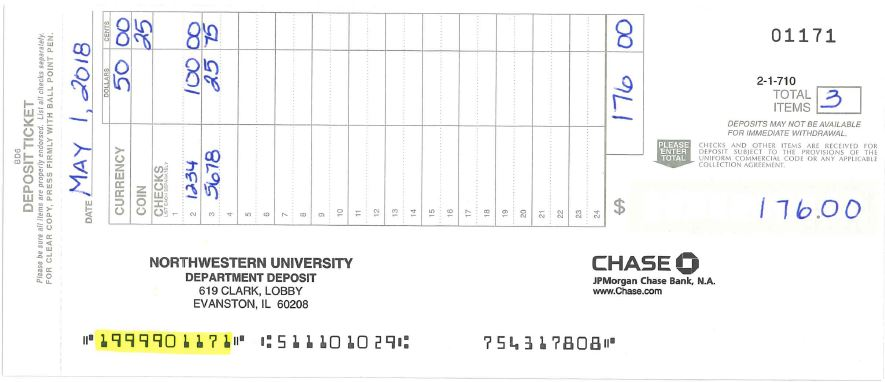 BD6
DEPOSIT TICKET
Please be sure all items are properly endorsed. List all checks separately.
FOR CLEAR COPY, PRESS FIRMLY WITH BALL POINT PEN.
DATE MAY 1, 2018
DOLLARS CENTS
CURRENCY 50 00
COIN 25
CHECKS
LIST EACH SEPARATELY
1
2 1234 100 00
3 5678 25 75
4
5
6
7
8
9
10
11
12
13
14
15
16
17
18
19
20
21
22
23
24
$ 176 00
01171
2-1-710
TOTAL ITEMS 3
DEPOSITS MAY NOT BE AVAILABLE
FOR IMMEDIATE WITHDRAWAL.
PLEASE ENTER TOTAL
CHECKS AND OTHER ITEMS ARE RECEIVED FOR
DEPOSIT SUBJECT TO THE PROVISIONS OF THE
UNIFORM COMMERCIAL CODE OR ANY APPLICABLE
COLLECTION AGREEMENT.
176.00
NORTHWESTERN UNIVERSITY
DEPARTMENT DEPOSIT
619 CLARK, LOBBY
EVANSTON, IL 60208
CHASE
JPMorgan Chase Bank, N.A.
www.Chase.com
⑈1999901171⑈ ⑆511101029⑆ 754317808⑈